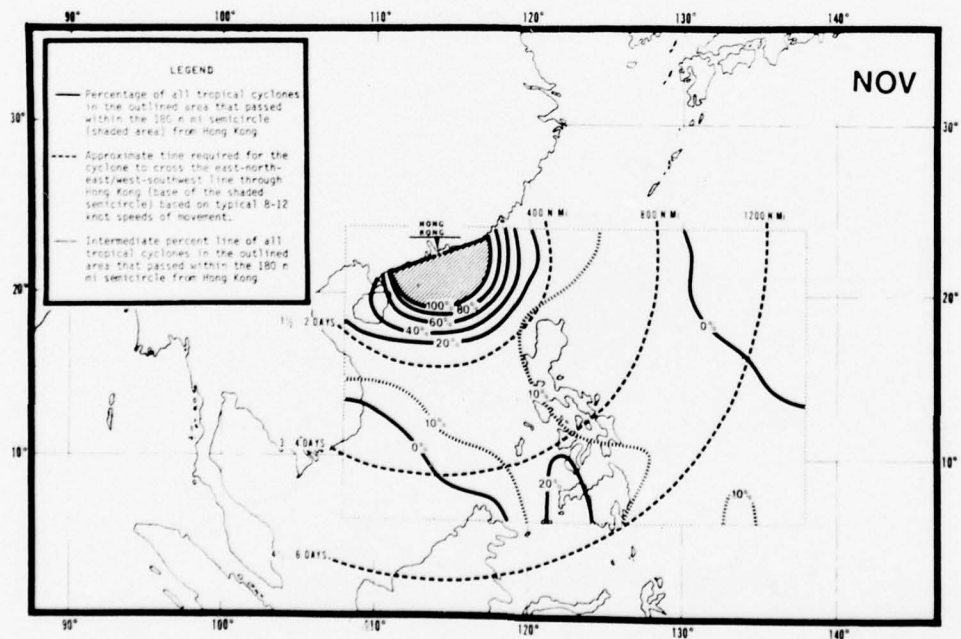 90° 100° 110° 120° 130° 140°
NOV
LEGEND
Percentage of all tropical cyclones
in the outlined area that passed
within the 180 n mi semicircle
(shaded area) from Hong Kong
Approximate time required for the
cyclone to cross the east-north-
east/west-southwest line through
Hong Kong (base of the shaded
semicircle) based on typical 8-12
knot speeds of movement.
Intermediate percent line of all
tropical cyclones in the outlined
area that passed within the 180 n
mi semicircle from Hong Kong
30° 30°
400 N Mi 800 N Mi 1200 N Mi
HONG
KONG
20° 20°
100% 80%
60%
40%
20%
0%
1½ 2 DAYS
10%
10%
0%
3 4 DAYS
10° 10°
20%
10%
4 6 DAYS
90° 100° 110° 120° 130° 140°